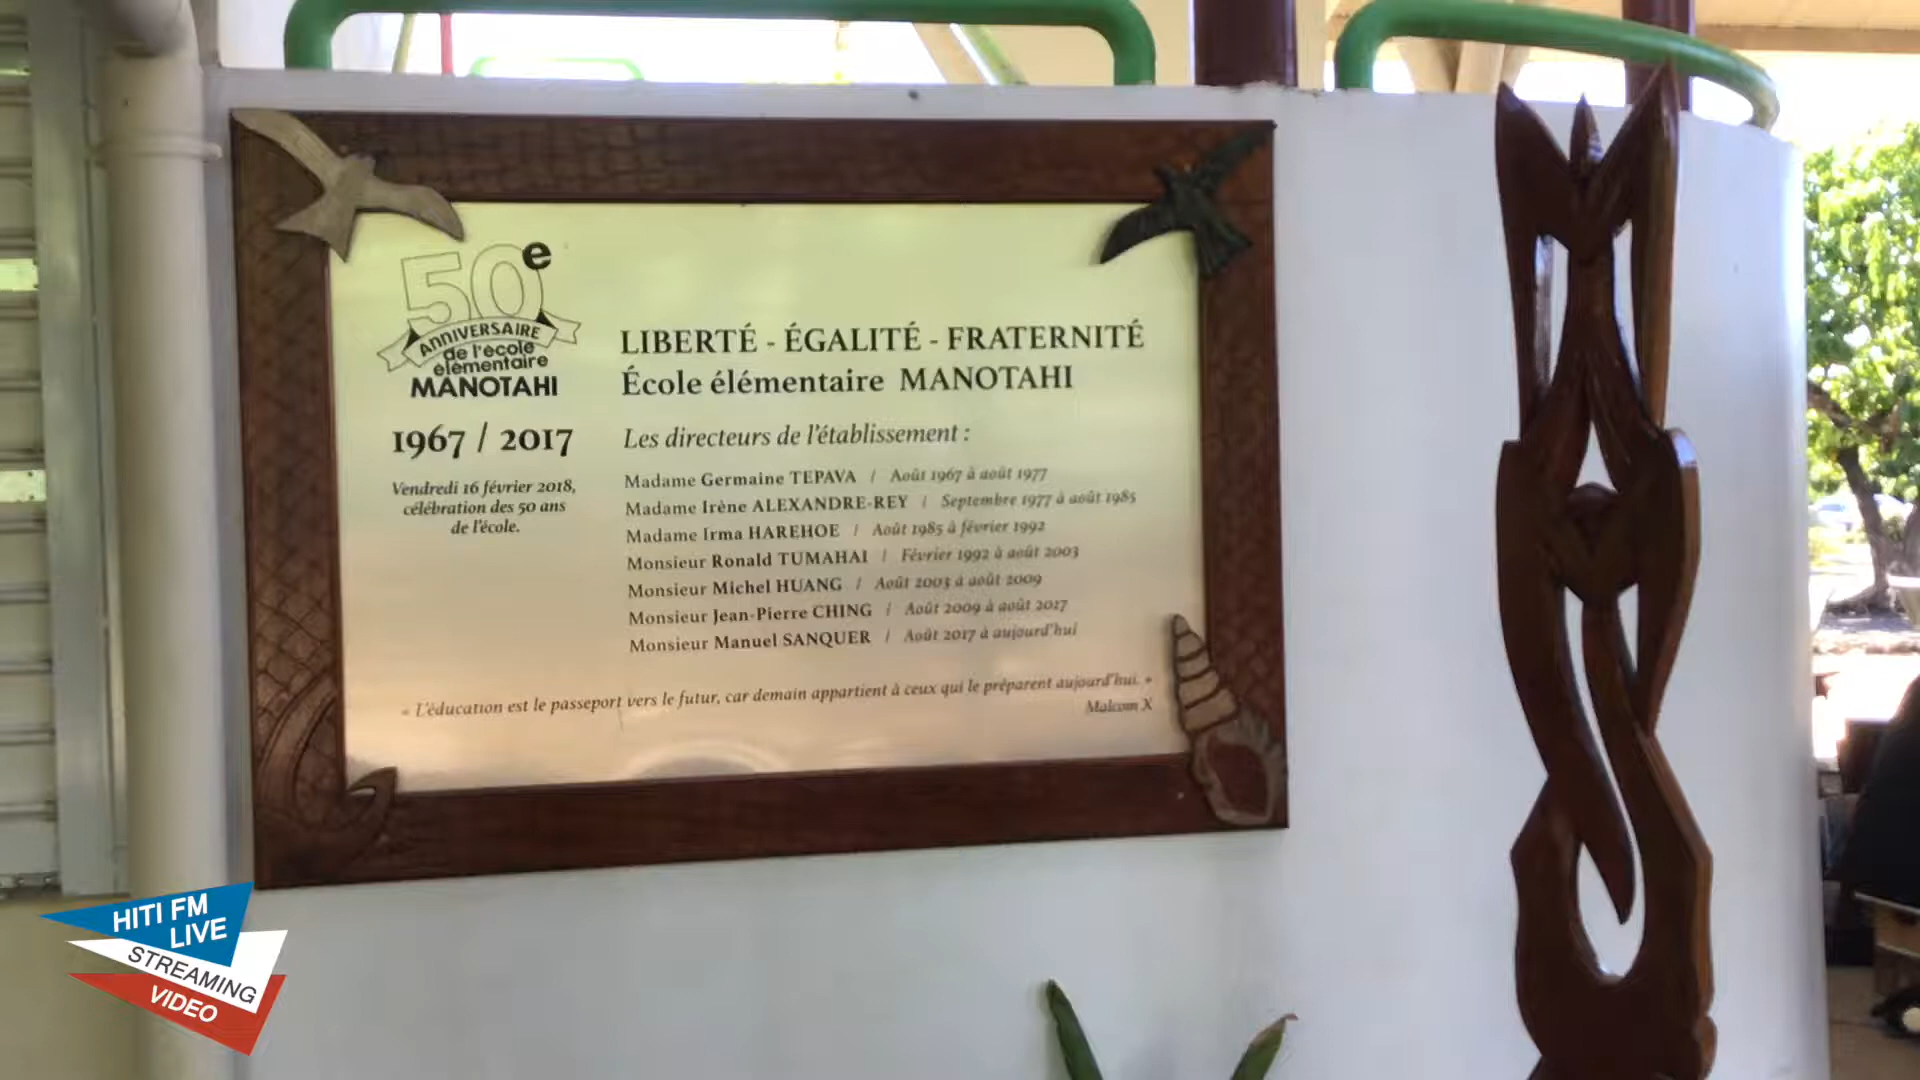 50e
ANNIVERSAIRE
de l'école
élémentaire
MANOTAHI
1967 / 2017
Vendredi 16 février 2018,
célébration des 50 ans
de l'école.
LIBERTÉ - ÉGALITÉ - FRATERNITÉ
École élémentaire MANOTAHI
Les directeurs de l'établissement :
Madame Germaine TEPAVA / Août 1967 à août 1977
Madame Irène ALEXANDRE-REY / Septembre 1977 à août 1985
Madame Irma HAREHOE / Août 1985 à février 1992
Monsieur Ronald TUMAHAI / Février 1992 à août 2003
Monsieur Michel HUANG / Août 2003 à août 2009
Monsieur Jean-Pierre CHING / Août 2009 à août 2017
Monsieur Manuel SANQUER / Août 2017 à aujourd'hui
« L'éducation est le passeport vers le futur, car demain appartient à ceux qui le préparent aujourd'hui. »
Malcom X
HITI FM
LIVE
STREAMING
VIDEO